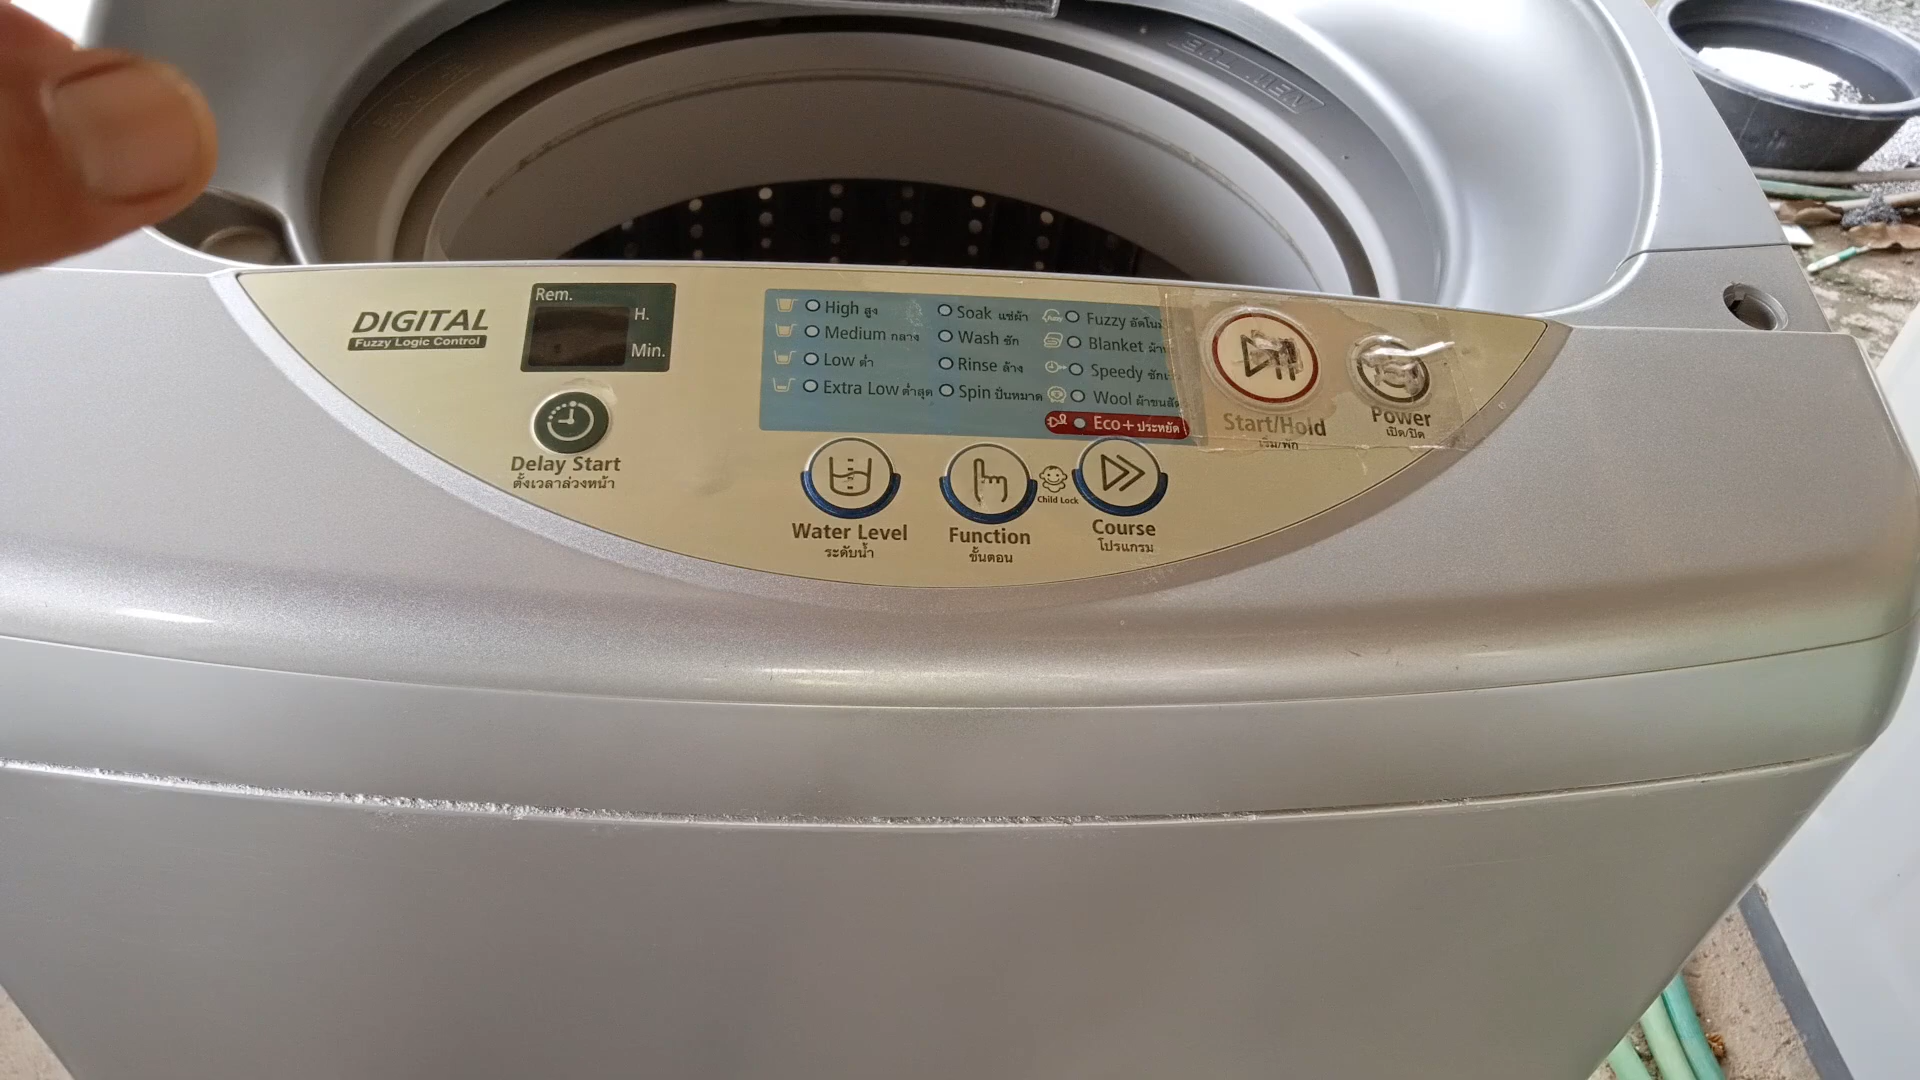 DIGITAL
Fuzzy Logic Control
Rem.
H.
Min.
Delay Start
ตั้งเวลาล่วงหน้า
High สูง
Medium กลาง
Low ต่ำ
Extra Low ต่ำสุด
Soak แช่ผ้า
Wash ซัก
Rinse ล้าง
Spin ปั่นหมาด
Fuzzy
Blanket
Speedy
Wool
Eco+ ประหยัด
Start/Hold
เริ่ม/พัก
Power
เปิด/ปิด
Water Level
ระดับน้ำ
Function
ขั้นตอน
Child Lock
Course
โปรแกรม